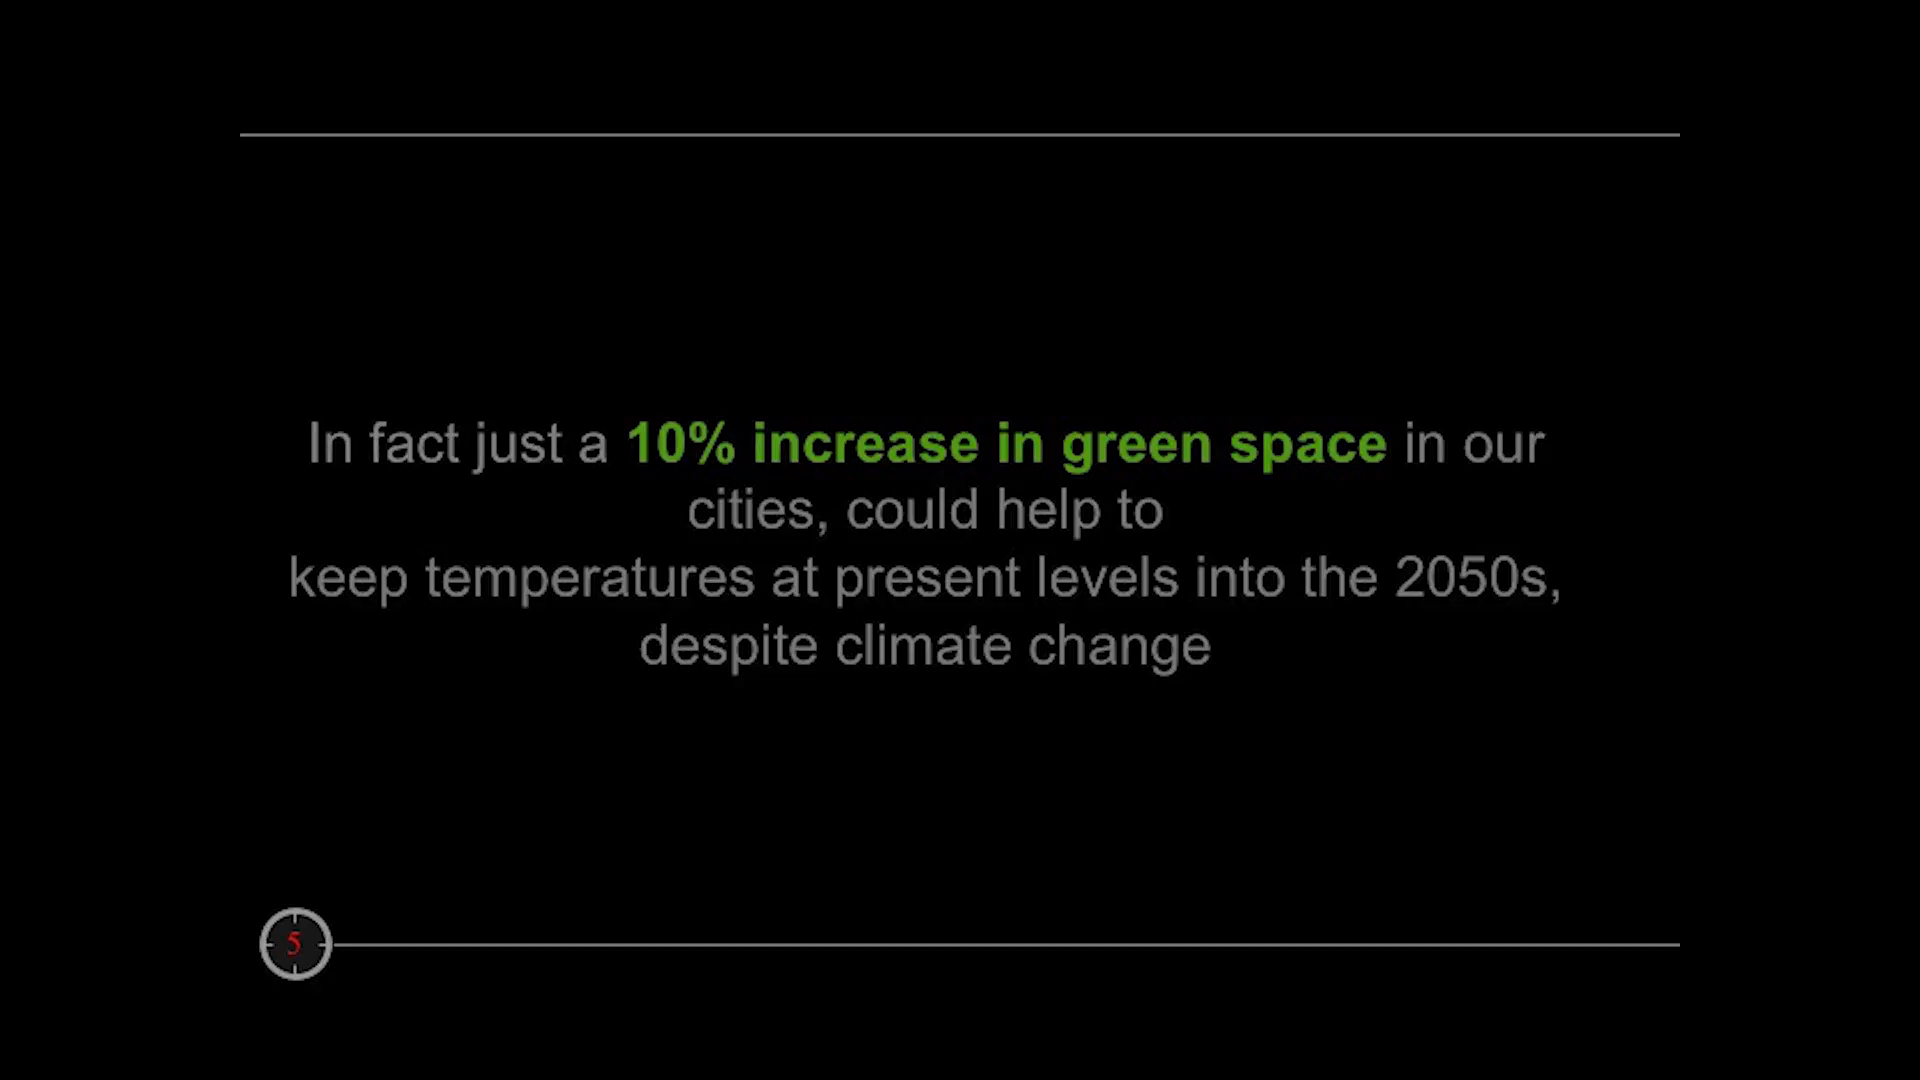 In fact just a 10% increase in green space in our
cities, could help to
keep temperatures at present levels into the 2050s,
despite climate change
5